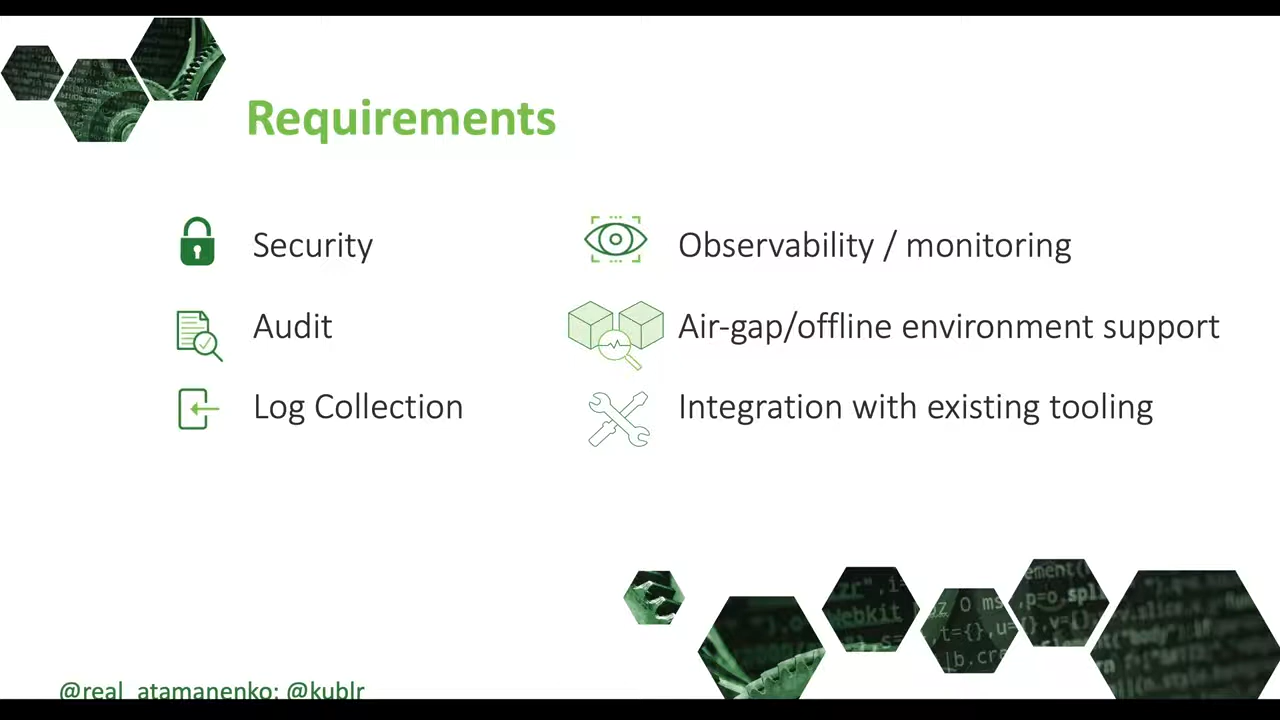 Requirements
Security
Audit
Log Collection
Observability / monitoring
Air-gap/offline environment support
Integration with existing tooling
@real_atamanenko; @kublr